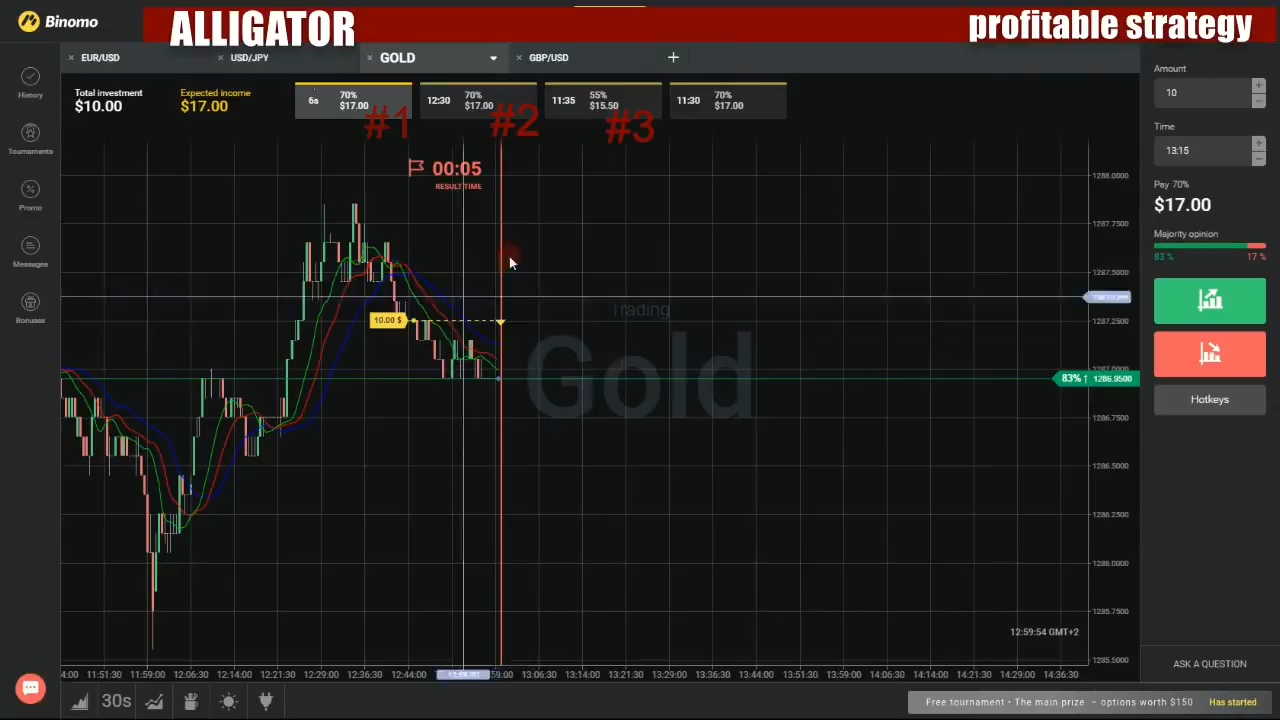 Binomo
ALLIGATOR
profitable strategy
EUR/USD
USD/JPY
GOLD
GBP/USD
History
Tournaments
Promo
Messages
Bonuses
Total investment
$10.00
Expected income
$17.00
6s
70%
$17.00
12:30
70%
$17.00
11:35
55%
$15.50
11:30
70%
$17.00
#1
#2
#3
00:05
RESULT TIME
10.00 $
Trading
Gold
1288.0000
1287.7500
1287.5000
1287.2500
1287.0000
83% ↑ 1286.9500
1286.7500
1286.5000
1286.2500
1286.0000
1285.7500
1285.5000
12:59:54 GMT+2
4:00
11:51:30
11:59:00
12:06:30
12:14:00
12:21:30
12:29:00
12:36:30
12:44:00
59:00
13:06:30
13:14:00
13:21:30
13:29:00
13:36:30
13:44:00
13:51:30
13:59:00
14:06:30
14:14:00
14:21:30
14:29:00
14:36:30
Amount
10
Time
13:15
Pay 70%
$17.00
Majority opinion
83 %
17 %
Hotkeys
ASK A QUESTION
30s
Free tournament • The main prize – options worth $150
Has started